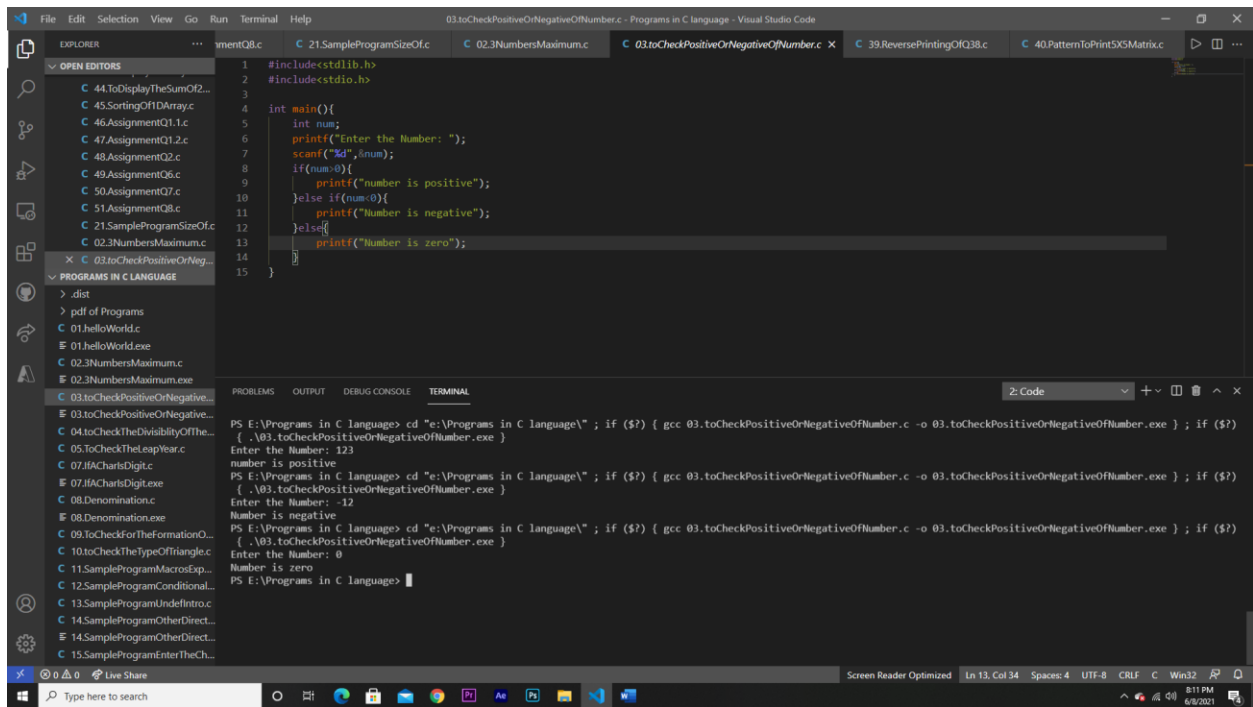 File Edit Selection View Go Run Terminal Help
03.toCheckPositiveOrNegativeOfNumber.c - Programs in C language - Visual Studio Code
EXPLORER
nmentQ8.c
21.SampleProgramSizeOf.c
02.3NumbersMaximum.c
03.toCheckPositiveOrNegativeOfNumber.c
39.ReversePrintingOfQ38.c
40.PatternToPrint5X5Matrix.c
OPEN EDITORS
44.ToDisplayTheSumOf2...
45.SortingOf1DArray.c
46.AssignmentQ1.1.c
47.AssignmentQ1.2.c
48.AssignmentQ2.c
49.AssignmentQ6.c
50.AssignmentQ7.c
51.AssignmentQ8.c
21.SampleProgramSizeOf.c
02.3NumbersMaximum.c
03.toCheckPositiveOrNeg...
PROGRAMS IN C LANGUAGE
> .dist
> pdf of Programs
C 01.helloWorld.c
01.helloWorld.exe
C 02.3NumbersMaximum.c
02.3NumbersMaximum.exe
C 03.toCheckPositiveOrNegative...
03.toCheckPositiveOrNegative...
C 04.toCheckTheDivisiblityOfThe...
C 05.ToCheckTheLeapYear.c
C 07.IfACharIsDigit.c
07.IfACharIsDigit.exe
C 08.Denomination.c
08.Denomination.exe
C 09.ToCheckForTheFormationO...
C 10.toCheckTheTypeOfTriangle.c
C 11.SampleProgramMacrosExp...
C 12.SampleProgramConditional...
C 13.SampleProgramUndefIntro.c
C 14.SampleProgramOtherDirect...
14.SampleProgramOtherDirect...
C 15.SampleProgramEnterTheCh...
1 #include<stdlib.h>
2 #include<stdio.h>
3
4 int main(){
5 int num;
6 printf("Enter the Number: ");
7 scanf("%d",&num);
8 if(num>0){
9 printf("number is positive");
10 }else if(num<0){
11 printf("Number is negative");
12 }else{
13 printf("Number is zero");
14 }
15 }
PROBLEMS OUTPUT DEBUG CONSOLE TERMINAL
2: Code
PS E:\Programs in C language> cd "e:\Programs in C language\" ; if ($?) { gcc 03.toCheckPositiveOrNegativeOfNumber.c -o 03.toCheckPositiveOrNegativeOfNumber.exe } ; if ($?)
{ .\03.toCheckPositiveOrNegativeOfNumber.exe }
Enter the Number: 123
number is positive
PS E:\Programs in C language> cd "e:\Programs in C language\" ; if ($?) { gcc 03.toCheckPositiveOrNegativeOfNumber.c -o 03.toCheckPositiveOrNegativeOfNumber.exe } ; if ($?)
{ .\03.toCheckPositiveOrNegativeOfNumber.exe }
Enter the Number: -12
Number is negative
PS E:\Programs in C language> cd "e:\Programs in C language\" ; if ($?) { gcc 03.toCheckPositiveOrNegativeOfNumber.c -o 03.toCheckPositiveOrNegativeOfNumber.exe } ; if ($?)
{ .\03.toCheckPositiveOrNegativeOfNumber.exe }
Enter the Number: 0
Number is zero
PS E:\Programs in C language>
0 0 Live Share
Screen Reader Optimized Ln 13, Col 34 Spaces: 4 UTF-8 CRLF C Win32
Type here to search
Pr Ae Ps
8:11 PM
6/8/2021